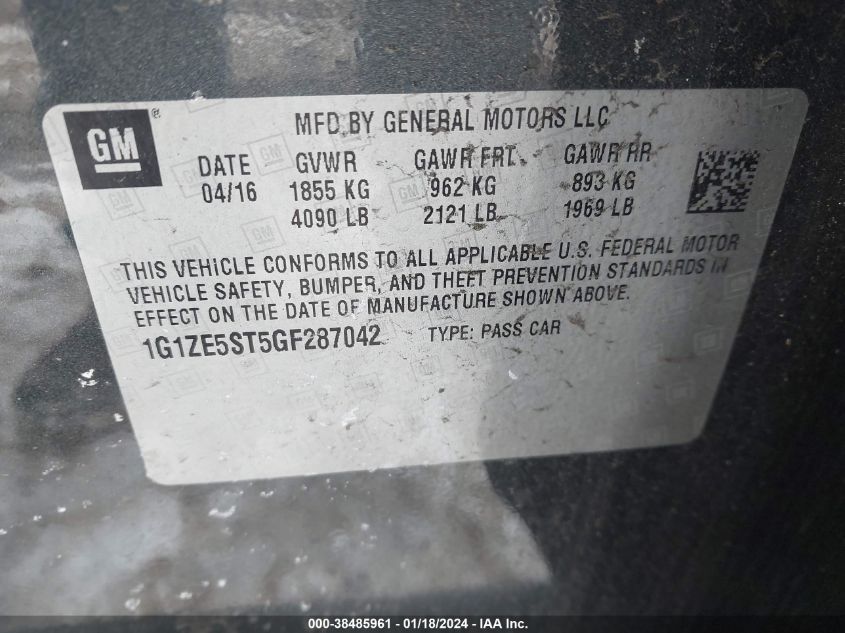 GM®
MFD BY GENERAL MOTORS LLC
DATE GVWR GAWR FRT GAWR RR
04/16 1855 KG 962 KG 893 KG
4090 LB 2121 LB 1969 LB
THIS VEHICLE CONFORMS TO ALL APPLICABLE U.S. FEDERAL MOTOR
VEHICLE SAFETY, BUMPER, AND THEFT PREVENTION STANDARDS IN
EFFECT ON THE DATE OF MANUFACTURE SHOWN ABOVE.
1G1ZE5ST5GF287042 TYPE: PASS CAR
000-38485961 - 01/18/2024 - IAA Inc.